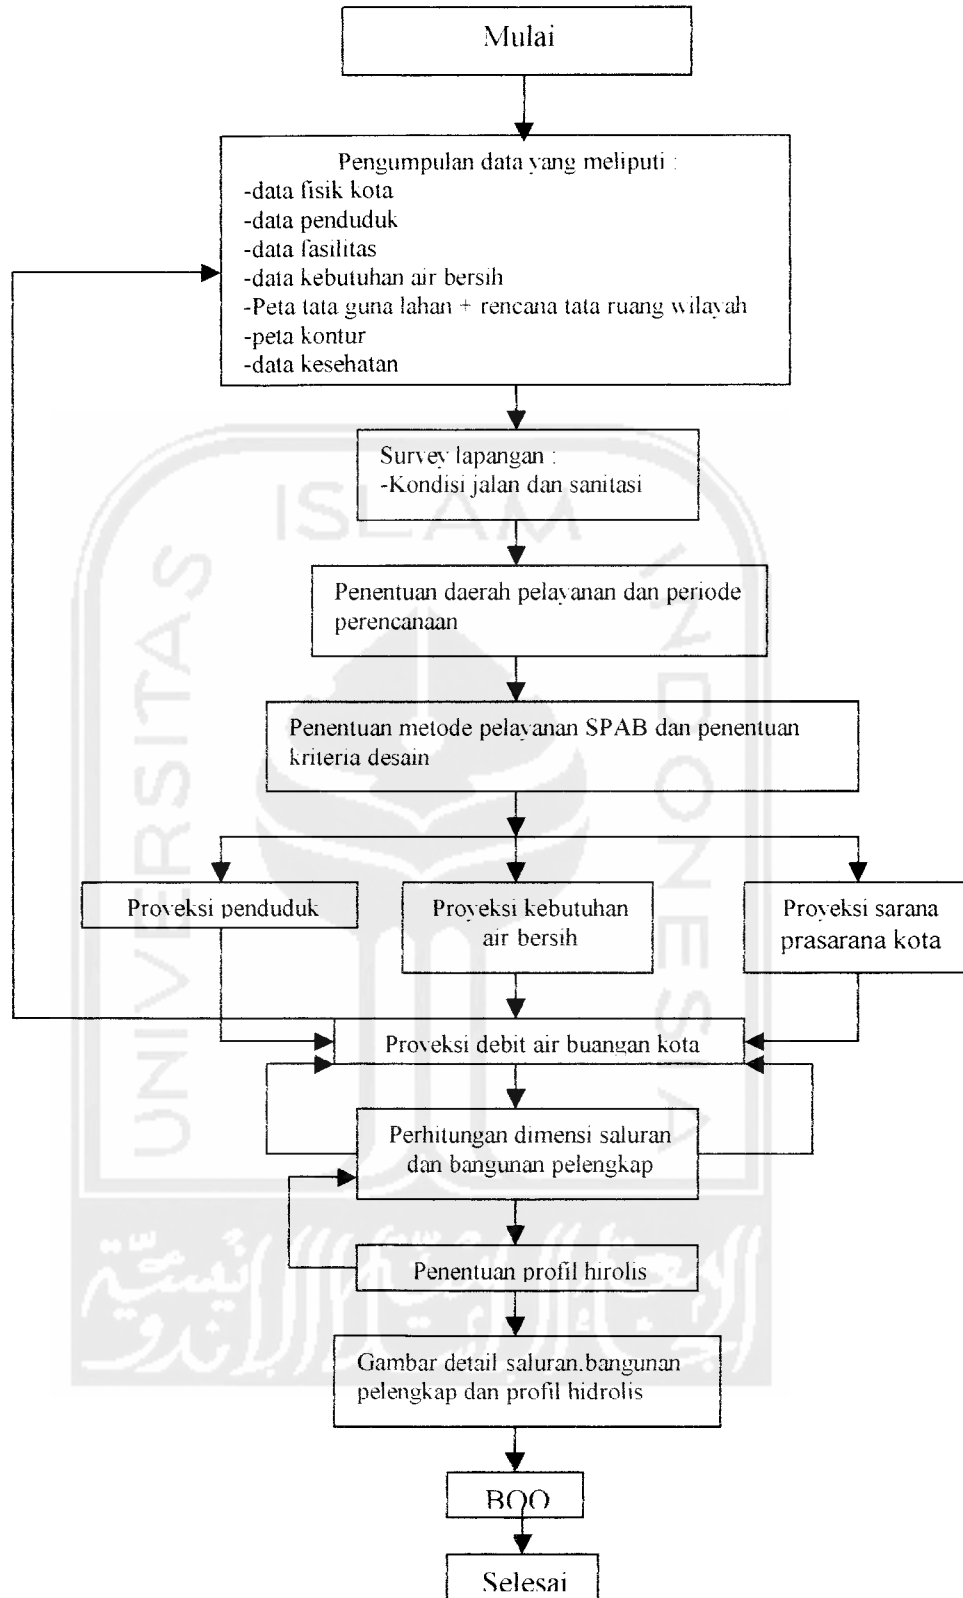 Mulai
Pengumpulan data yang meliputi :
-data fisik kota
-data penduduk
-data fasilitas
-data kebutuhan air bersih
-Peta tata guna lahan + rencana tata ruang wilayah
-peta kontur
-data kesehatan
Survey lapangan :
-Kondisi jalan dan sanitasi
Penentuan daerah pelayanan dan periode
perencanaan
Penentuan metode pelayanan SPAB dan penentuan
kriteria desain
Proyeksi penduduk
Proyeksi kebutuhan
air bersih
Proyeksi sarana
prasarana kota
Proyeksi debit air buangan kota
Perhitungan dimensi saluran
dan bangunan pelengkap
Penentuan profil hirolis
Gambar detail saluran.bangunan
pelengkap dan profil hidrolis
BOQ
Selesai
UNIVERSITAS ISLAM INDONESIA